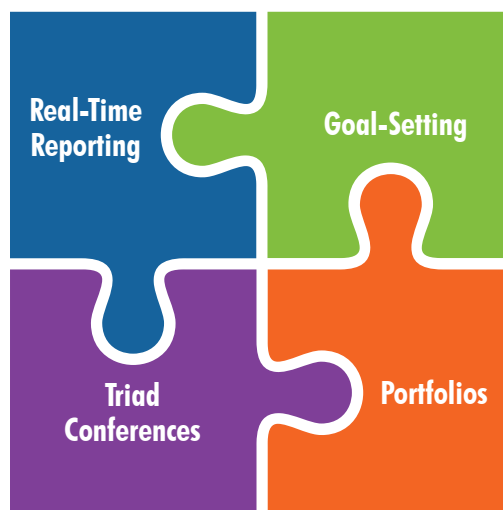 Real-Time
Reporting
Goal-Setting
Triad
Conferences
Portfolios